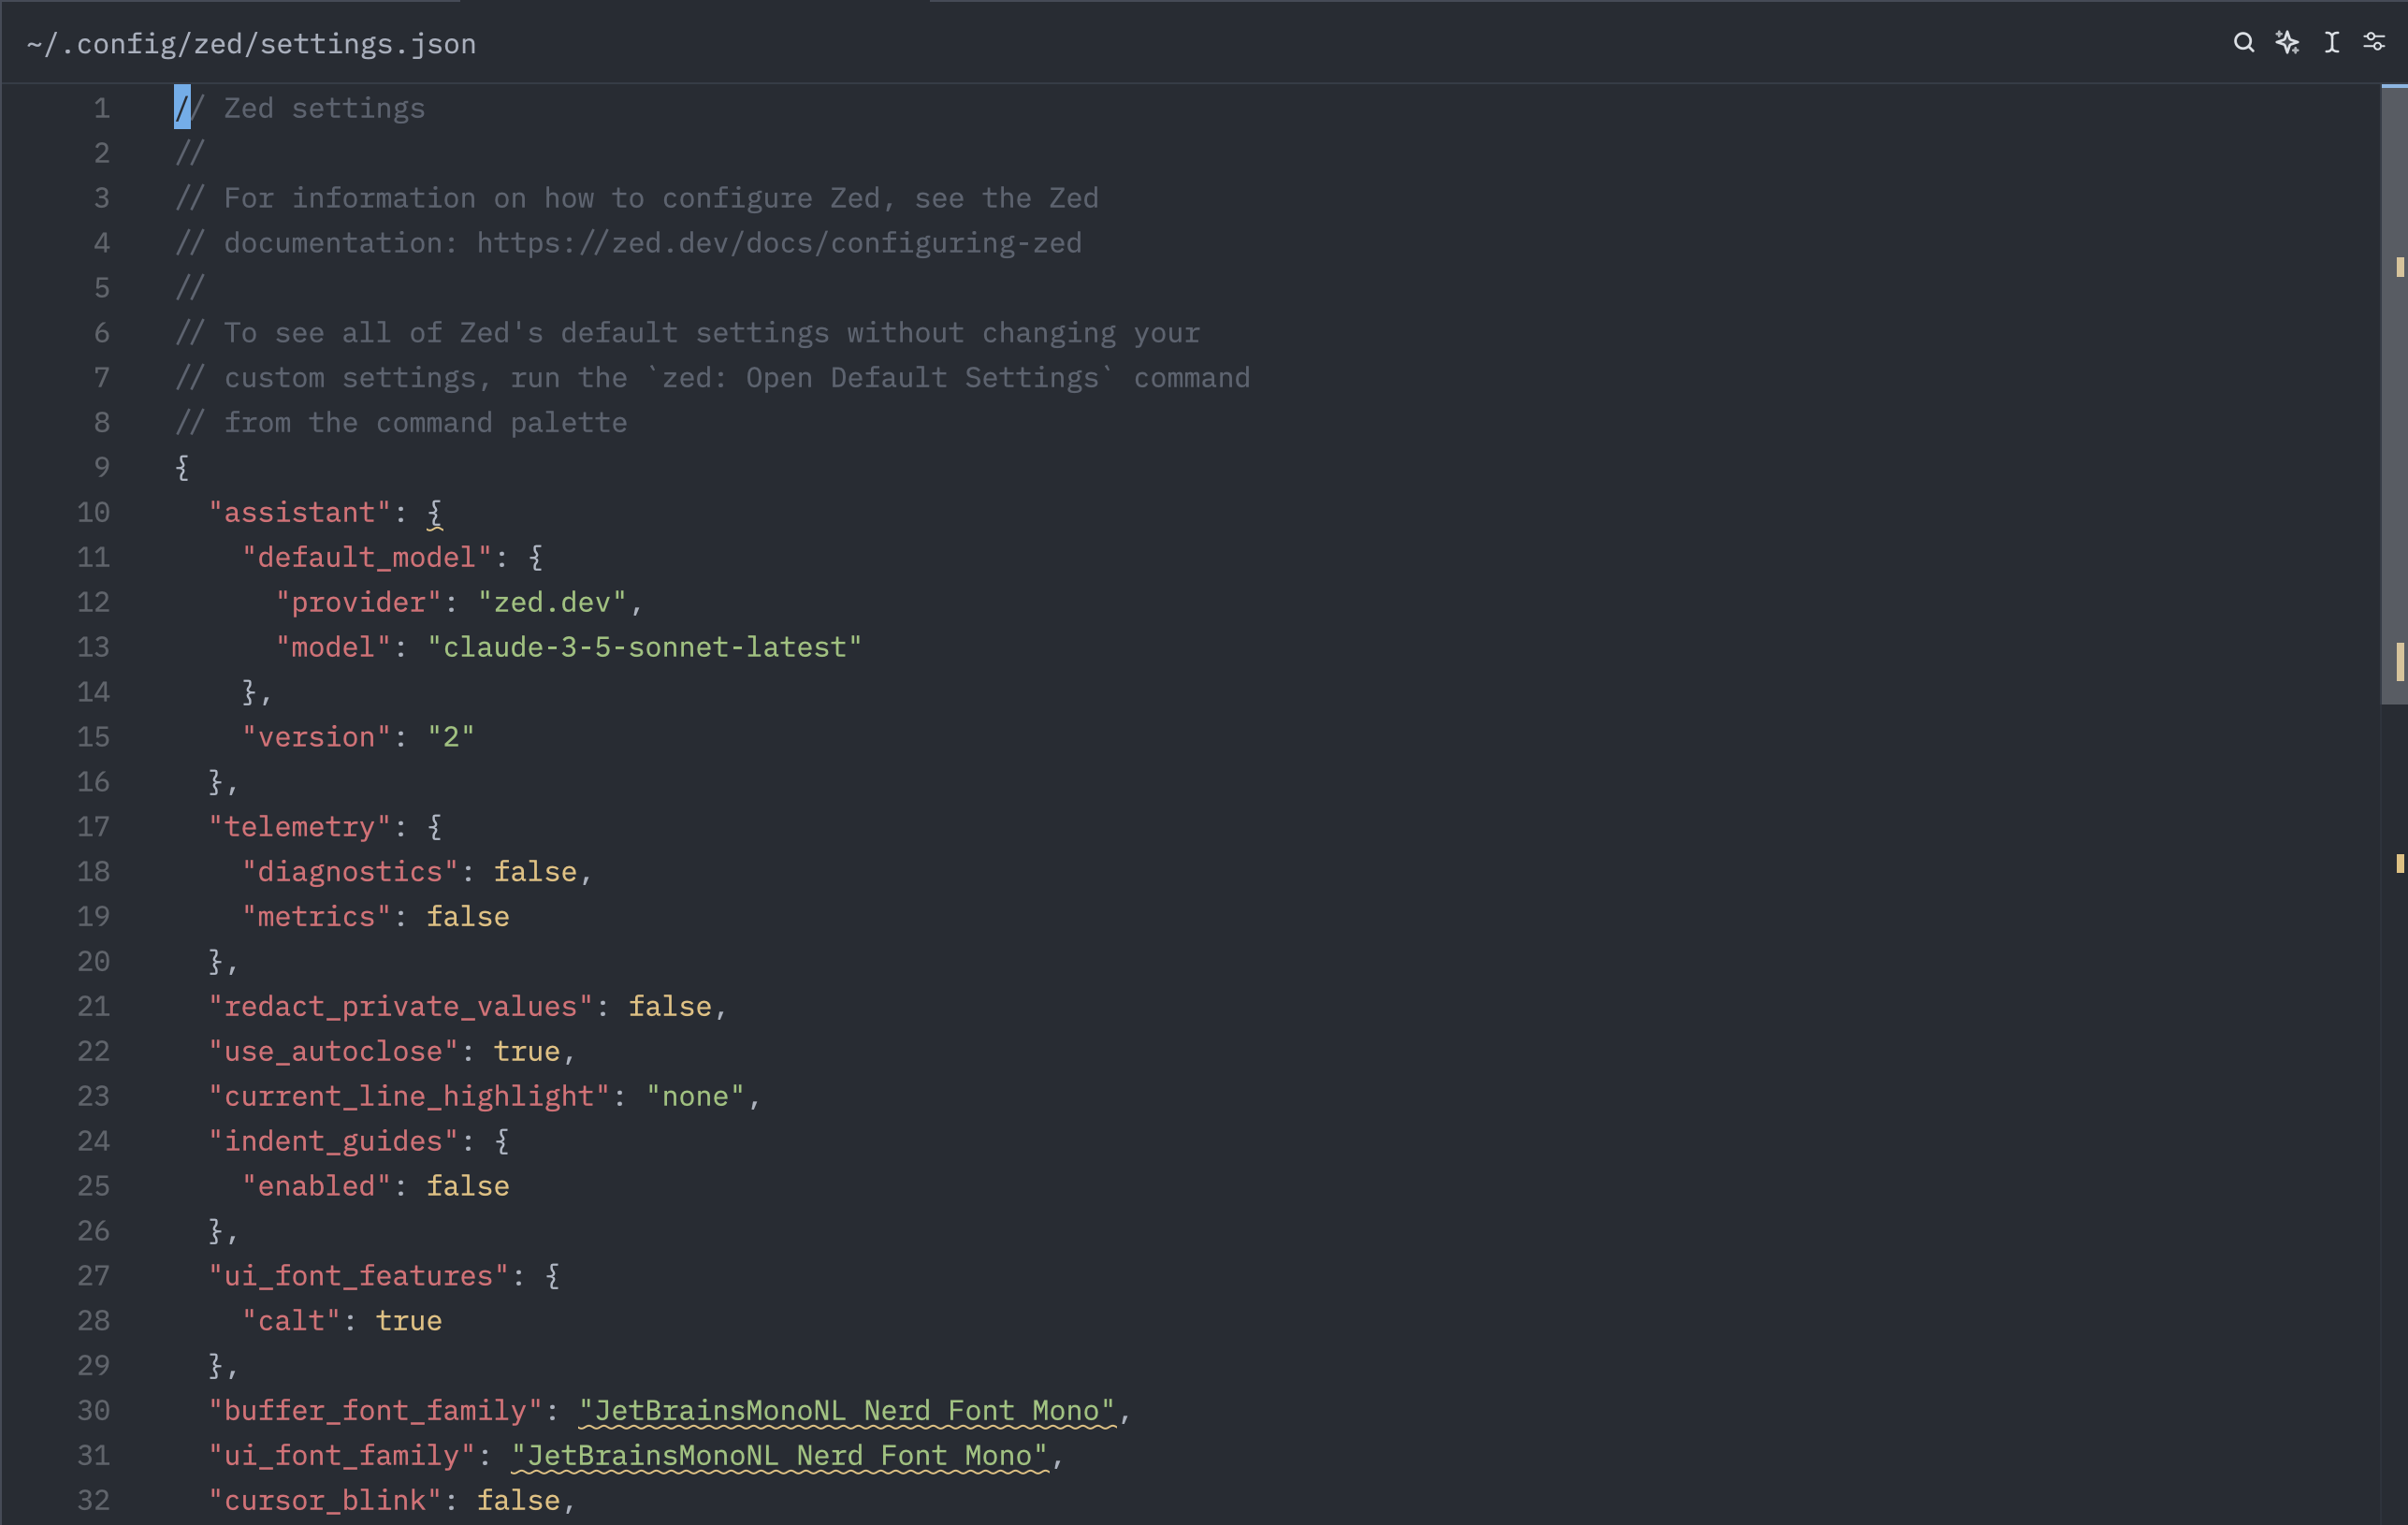 ~/.config/zed/settings.json
1 // Zed settings
2 //
3 // For information on how to configure Zed, see the Zed
4 // documentation: https://zed.dev/docs/configuring-zed
5 //
6 // To see all of Zed's default settings without changing your
7 // custom settings, run the `zed: Open Default Settings` command
8 // from the command palette
9 {
10   "assistant": {
11     "default_model": {
12       "provider": "zed.dev",
13       "model": "claude-3-5-sonnet-latest"
14     },
15     "version": "2"
16   },
17   "telemetry": {
18     "diagnostics": false,
19     "metrics": false
20   },
21   "redact_private_values": false,
22   "use_autoclose": true,
23   "current_line_highlight": "none",
24   "indent_guides": {
25     "enabled": false
26   },
27   "ui_font_features": {
28     "calt": true
29   },
30   "buffer_font_family": "JetBrainsMonoNL Nerd Font Mono",
31   "ui_font_family": "JetBrainsMonoNL Nerd Font Mono",
32   "cursor_blink": false,